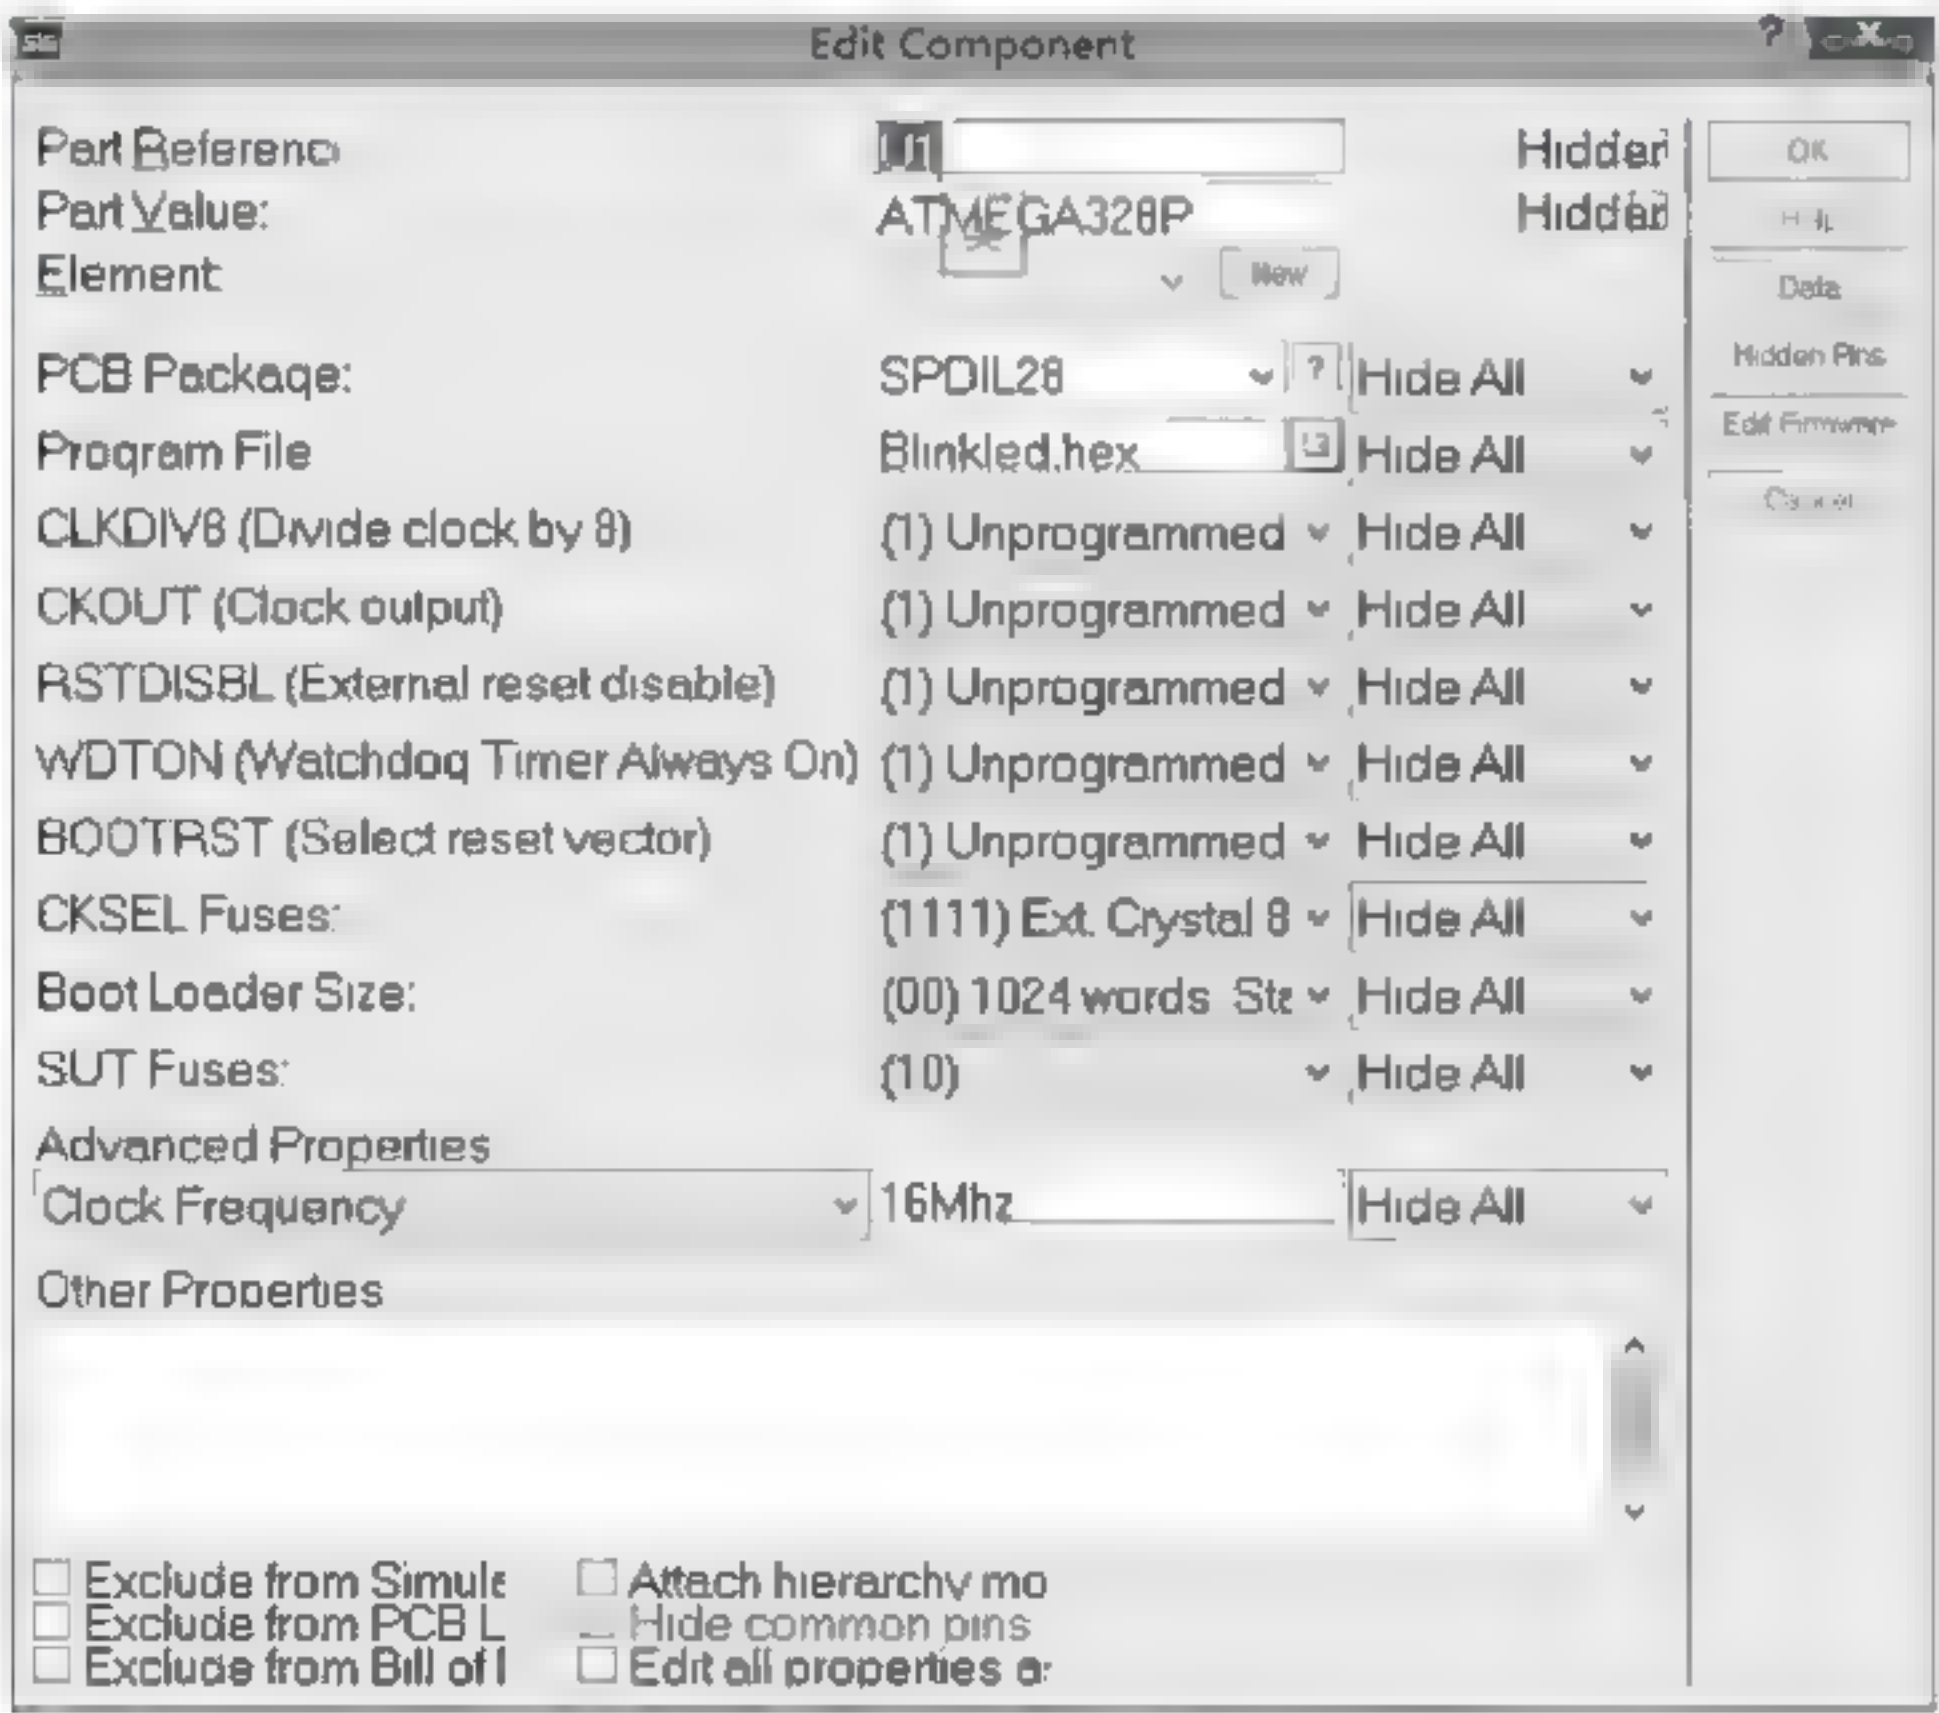 Edit Component ?
Part Referenc Hidden
Part Value: ATMEGA328P Hidden
Element New
PCB Package: SPDIL28 ? Hide All
Program File Blinkled.hex Hide All
CLKDIV8 (Divide clock by 8) (1) Unprogrammed Hide All
CKOUT (Clock output) (1) Unprogrammed Hide All
RSTDISBL (External reset disable) (1) Unprogrammed Hide All
WDTON (Watchdog Timer Always On) (1) Unprogrammed Hide All
BOOTRST (Select reset vector) (1) Unprogrammed Hide All
CKSEL Fuses: (1111) Ext. Crystal 8 Hide All
Boot Loader Size: (00) 1024 words Sta Hide All
SUT Fuses: (10) Hide All
Advanced Properties
Clock Frequency 16Mhz Hide All
Other Properties
Exclude from Simula Attach hierarchy mo
Exclude from PCB L Hide common pins
Exclude from Bill of Edit all properties as
OK
Data
Hidden Pins
Edit Firmware
Cancel